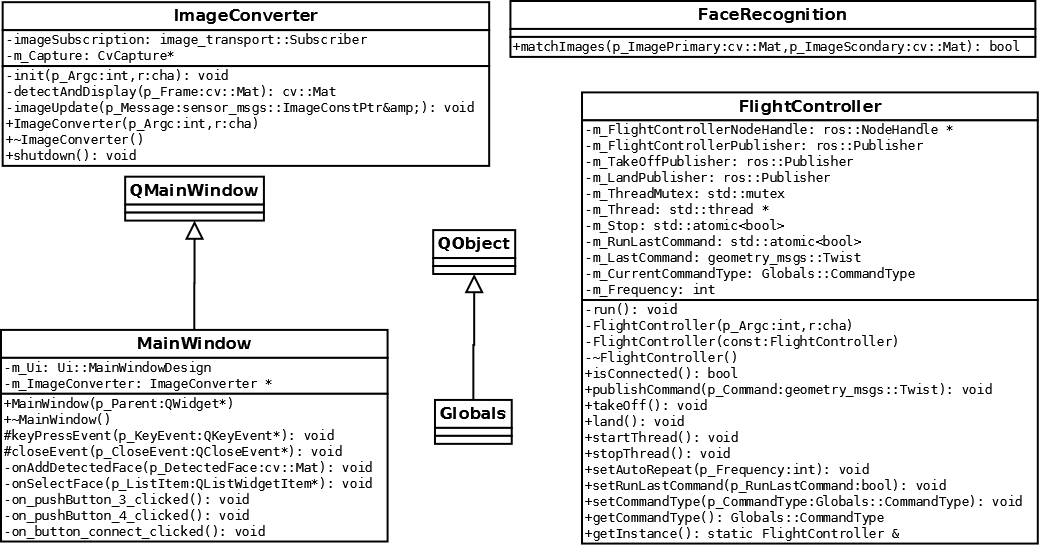 ImageConverter
-imageSubscription: image_transport::Subscriber
-m_Capture: CvCapture*
-init(p_Argc:int,r:cha): void
-detectAndDisplay(p_Frame:cv::Mat): cv::Mat
-imageUpdate(p_Message:sensor_msgs::ImageConstPtr&amp;): void
+ImageConverter(p_Argc:int,r:cha)
+~ImageConverter()
+shutdown(): void
FaceRecognition
+matchImages(p_ImagePrimary:cv::Mat,p_ImageScondary:cv::Mat): bool
QMainWindow
QObject
MainWindow
-m_Ui: Ui::MainWindowDesign
-m_ImageConverter: ImageConverter *
+MainWindow(p_Parent:QWidget*)
+~MainWindow()
#keyPressEvent(p_KeyEvent:QKeyEvent*): void
#closeEvent(p_CloseEvent:QCloseEvent*): void
-onAddDetectedFace(p_DetectedFace:cv::Mat): void
-onSelectFace(p_ListItem:QListWidgetItem*): void
-on_pushButton_3_clicked(): void
-on_pushButton_4_clicked(): void
-on_button_connect_clicked(): void
Globals
FlightController
-m_FlightControllerNodeHandle: ros::NodeHandle *
-m_FlightControllerPublisher: ros::Publisher
-m_TakeOffPublisher: ros::Publisher
-m_LandPublisher: ros::Publisher
-m_ThreadMutex: std::mutex
-m_Thread: std::thread *
-m_Stop: std::atomic<bool>
-m_RunLastCommand: std::atomic<bool>
-m_LastCommand: geometry_msgs::Twist
-m_CurrentCommandType: Globals::CommandType
-m_Frequency: int
-run(): void
-FlightController(p_Argc:int,r:cha)
-FlightController(const:FlightController)
-~FlightController()
+isConnected(): bool
+publishCommand(p_Command:geometry_msgs::Twist): void
+takeOff(): void
+land(): void
+startThread(): void
+stopThread(): void
+setAutoRepeat(p_Frequency:int): void
+setRunLastCommand(p_RunLastCommand:bool): void
+setCommandType(p_CommandType:Globals::CommandType): void
+getCommandType(): Globals::CommandType
+getInstance(): static FlightController &